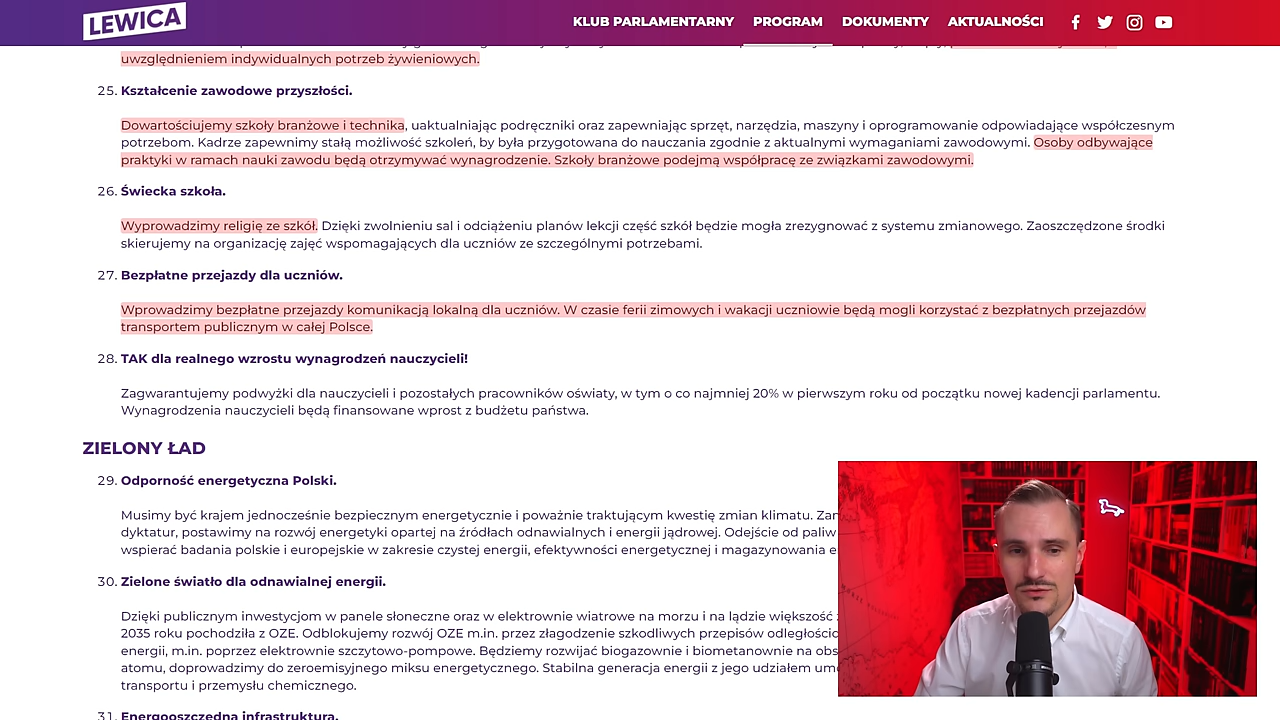 LEWICA
KLUB PARLAMENTARNY PROGRAM DOKUMENTY AKTUALNOŚCI
uwzględnieniem indywidualnych potrzeb żywieniowych.
25. Kształcenie zawodowe przyszłości.
Dowartościujemy szkoły branżowe i technika, uaktualniając podręczniki oraz zapewniając sprzęt, narzędzia, maszyny i oprogramowanie odpowiadające współczesnym
potrzebom. Kadrze zapewnimy stałą możliwość szkoleń, by była przygotowana do nauczania zgodnie z aktualnymi wymaganiami zawodowymi. Osoby odbywające
praktyki w ramach nauki zawodu będą otrzymywać wynagrodzenie. Szkoły branżowe podejmą współpracę ze związkami zawodowymi.
26. Świecka szkoła.
Wyprowadzimy religię ze szkół. Dzięki zwolnieniu sal i odciążeniu planów lekcji część szkół będzie mogła zrezygnować z systemu zmianowego. Zaoszczędzone środki
skierujemy na organizację zajęć wspomagających dla uczniów ze szczególnymi potrzebami.
27. Bezpłatne przejazdy dla uczniów.
Wprowadzimy bezpłatne przejazdy komunikacją lokalną dla uczniów. W czasie ferii zimowych i wakacji uczniowie będą mogli korzystać z bezpłatnych przejazdów
transportem publicznym w całej Polsce.
28. TAK dla realnego wzrostu wynagrodzeń nauczycieli!
Zagwarantujemy podwyżki dla nauczycieli i pozostałych pracowników oświaty, w tym o co najmniej 20% w pierwszym roku od początku nowej kadencji parlamentu.
Wynagrodzenia nauczycieli będą finansowane wprost z budżetu państwa.
ZIELONY ŁAD
29. Odporność energetyczna Polski.
Musimy być krajem jednocześnie bezpiecznym energetycznie i poważnie traktującym kwestię zmian klimatu.
dyktatur, postawimy na rozwój energetyki opartej na źródłach odnawialnych i energii jądrowej. Odejście od paliw
wspierać badania polskie i europejskie w zakresie czystej energii, efektywności energetycznej i magazynowania
30. Zielone światło dla odnawialnej energii.
Dzięki publicznym inwestycjom w panele słoneczne oraz w elektrownie wiatrowe na morzu i na lądzie większość
2035 roku pochodziła z OZE. Odblokujemy rozwój OZE m.in. przez złagodzenie szkodliwych przepisów
energii, m.in. poprzez elektrownie szczytowo-pompowe. Będziemy rozwijać biogazownie i biometanownie na
atomu, doprowadzimy do zeroemisyjnego miksu energetycznego. Stabilna generacja energii z jego udziałem
transportu i przemysłu chemicznego.
31. Energooszczędna infrastruktura.